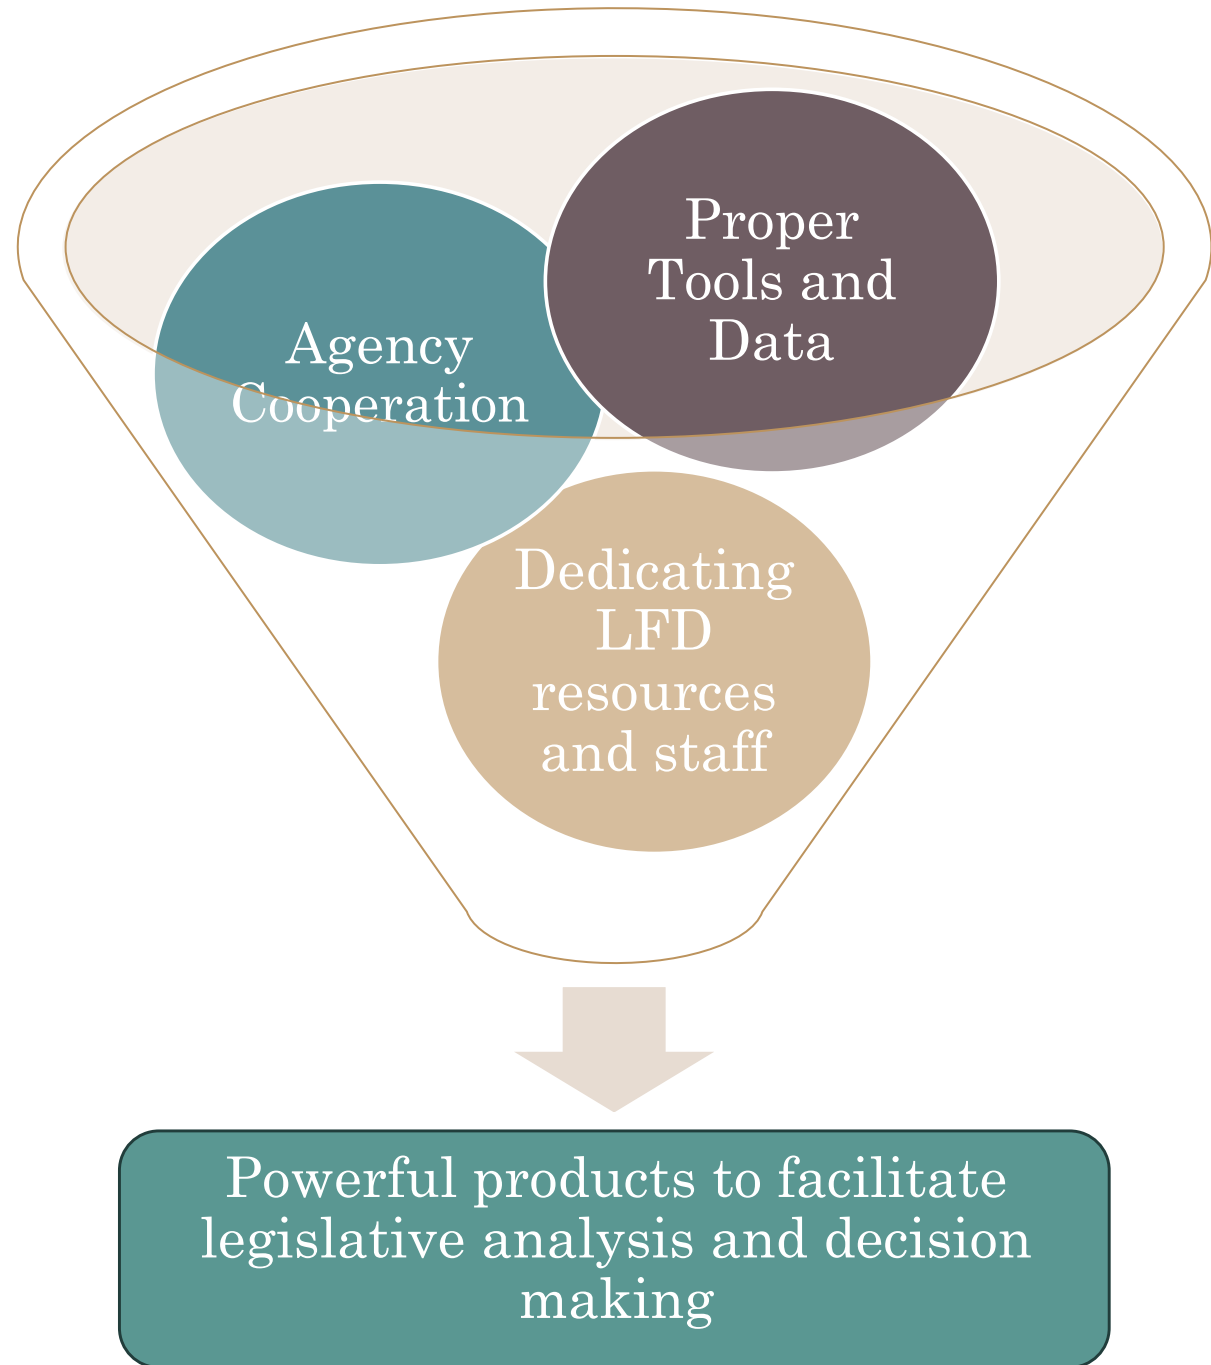 Proper
Tools and
Data
Agency
Cooperation
Dedicating
LFD
resources
and staff
Powerful products to facilitate
legislative analysis and decision
making